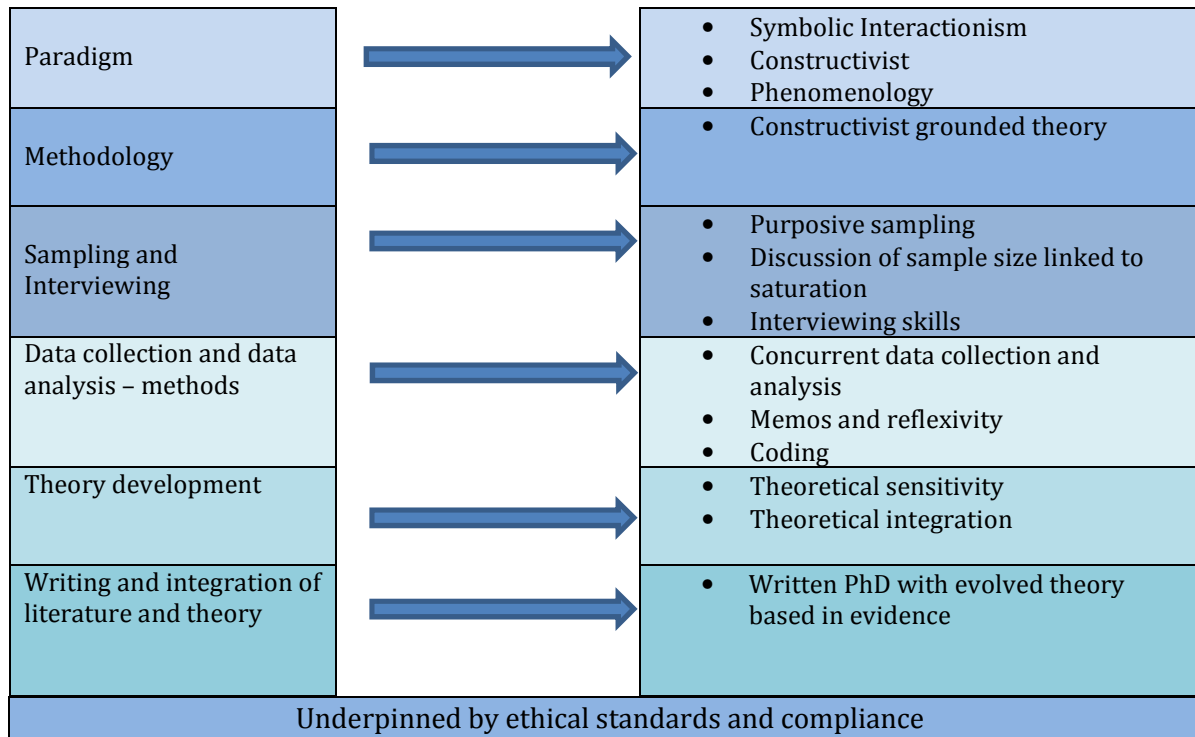 Paradigm
• Symbolic Interactionism
• Constructivist
• Phenomenology
Methodology
• Constructivist grounded theory
Sampling and
Interviewing
• Purposive sampling
• Discussion of sample size linked to
saturation
• Interviewing skills
Data collection and data
analysis – methods
• Concurrent data collection and
analysis
• Memos and reflexivity
• Coding
Theory development
• Theoretical sensitivity
• Theoretical integration
Writing and integration of
literature and theory
• Written PhD with evolved theory
based in evidence
Underpinned by ethical standards and compliance